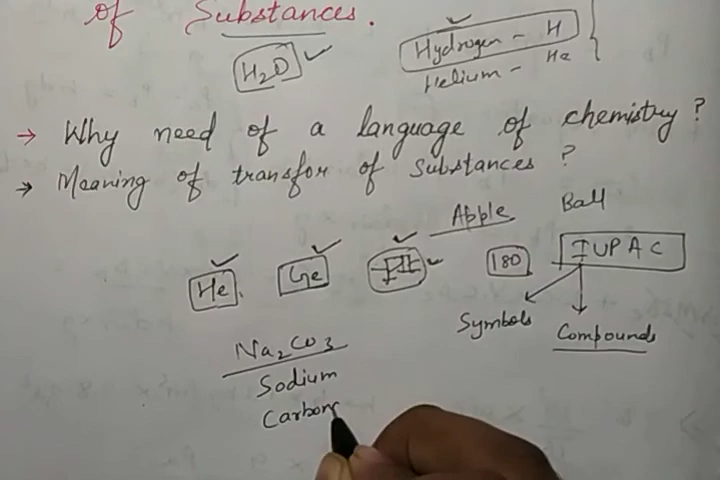 of Substances.
H₂O
Hydrogen - H
Helium - He
→ Why need of a language of chemistry?
→ Meaning of transfor of substances?
Apple Ball
He Ge 180 IUPAC
Symbols Compounds
Na₂CO₃
Sodium
Carbon